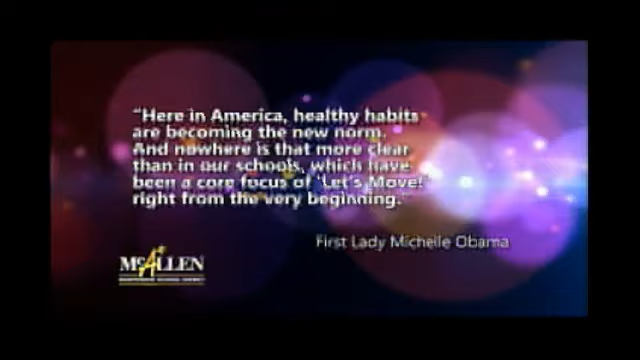 “Here in America, healthy habits
are becoming the new norm.
And nowhere is that more clear
than in our schools, which have
been a core focus of ‘Let’s Move!’
right from the very beginning.”
First Lady Michelle Obama
McALLEN